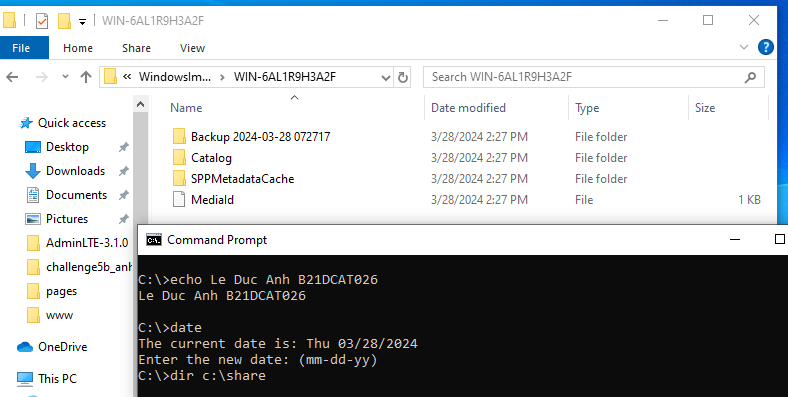 WIN-6AL1R9H3A2F
File Home Share View
« WindowsIm... > WIN-6AL1R9H3A2F Search WIN-6AL1R9H3A2F
Name Date modified Type Size
Quick access
Desktop
Downloads
Documents
Pictures
AdminLTE-3.1.0
challenge5b_anh
pages
www
OneDrive
This PC
Backup 2024-03-28 072717 3/28/2024 2:27 PM File folder
Catalog 3/28/2024 2:27 PM File folder
SPPMetadataCache 3/28/2024 2:27 PM File folder
MediaId 3/28/2024 2:27 PM File 1 KB
Command Prompt
C:\>echo Le Duc Anh B21DCAT026
Le Duc Anh B21DCAT026
C:\>date
The current date is: Thu 03/28/2024
Enter the new date: (mm-dd-yy)
C:\>dir c:\share